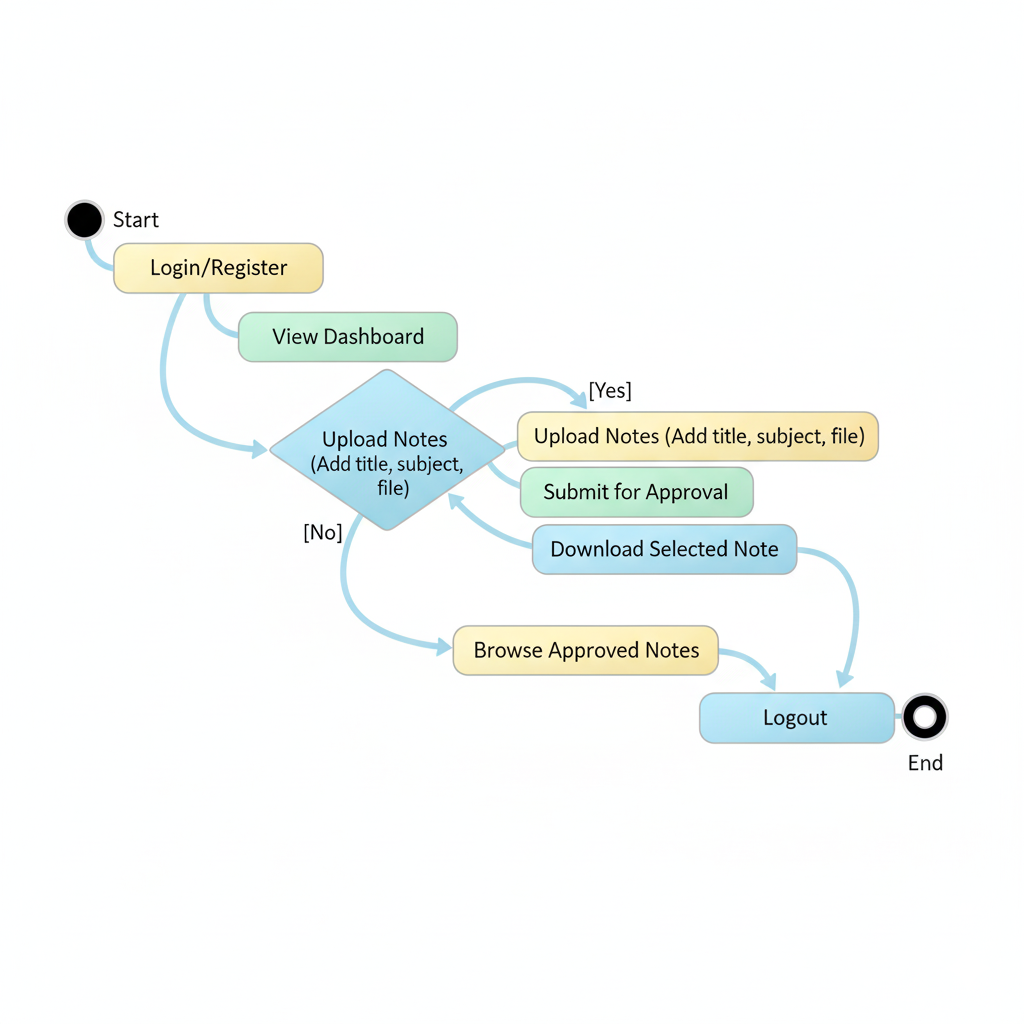 Start
Login/Register
View Dashboard
[Yes]
Upload Notes
(Add title, subject,
file)
Upload Notes (Add title, subject, file)
Submit for Approval
[No]
Download Selected Note
Browse Approved Notes
Logout
End